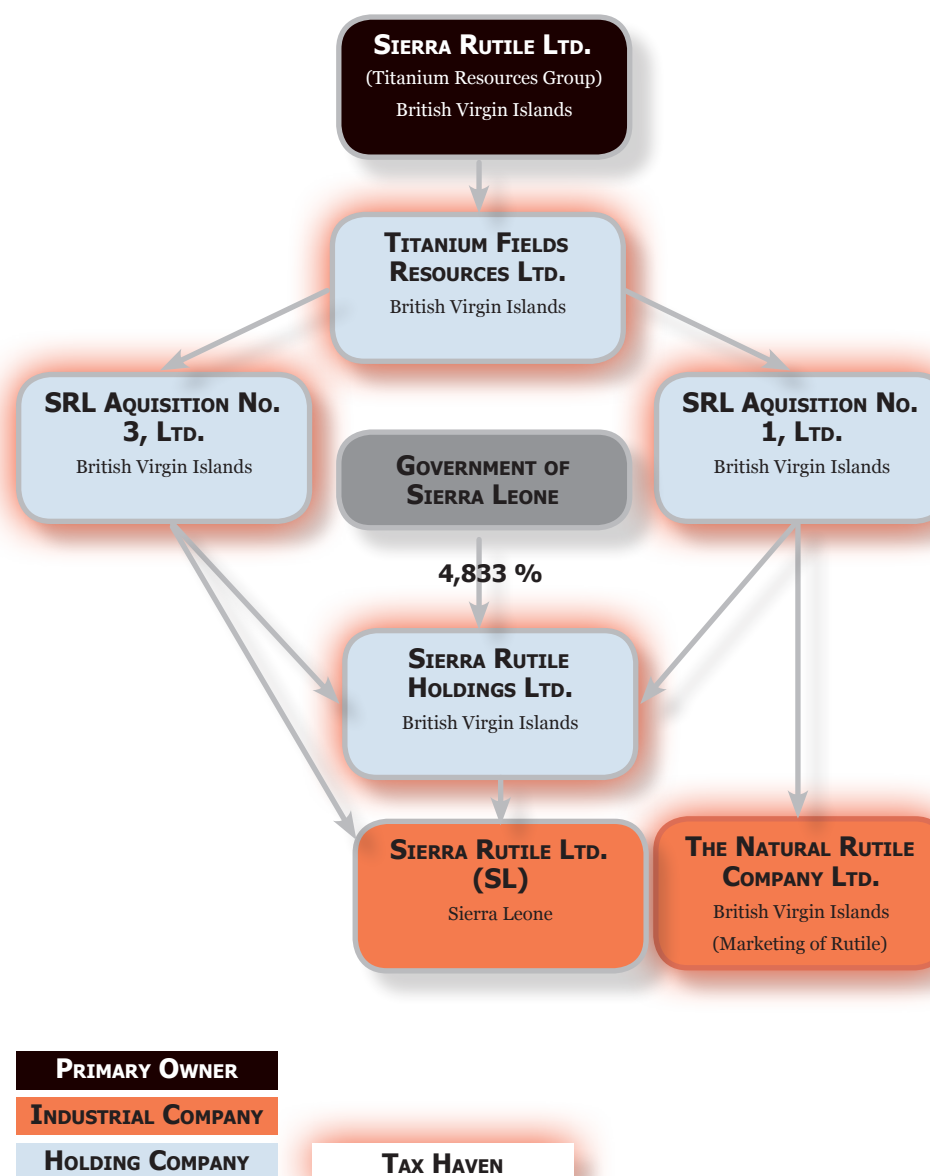 Sierra Rutile Ltd.
(Titanium Resources Group)
British Virgin Islands
Titanium Fields
Resources Ltd.
British Virgin Islands
SRL Aquisition No.
3, Ltd.
British Virgin Islands
Government of
Sierra Leone
SRL Aquisition No.
1, Ltd.
British Virgin Islands
4,833 %
Sierra Rutile
Holdings Ltd.
British Virgin Islands
Sierra Rutile Ltd.
(SL)
Sierra Leone
The Natural Rutile
Company Ltd.
British Virgin Islands
(Marketing of Rutile)
Primary Owner
Industrial Company
Holding Company
Tax Haven